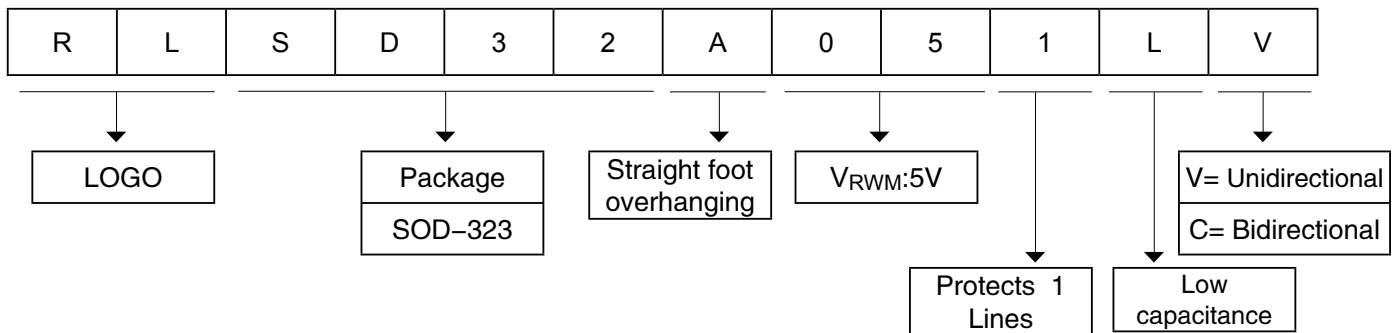 R L S D 3 2 A 0 5 1 L V
LOGO
Package
SOD–323
Straight foot
overhanging
VRWM:5V
V= Unidirectional
C= Bidirectional
Protects 1
Lines
Low
capacitance